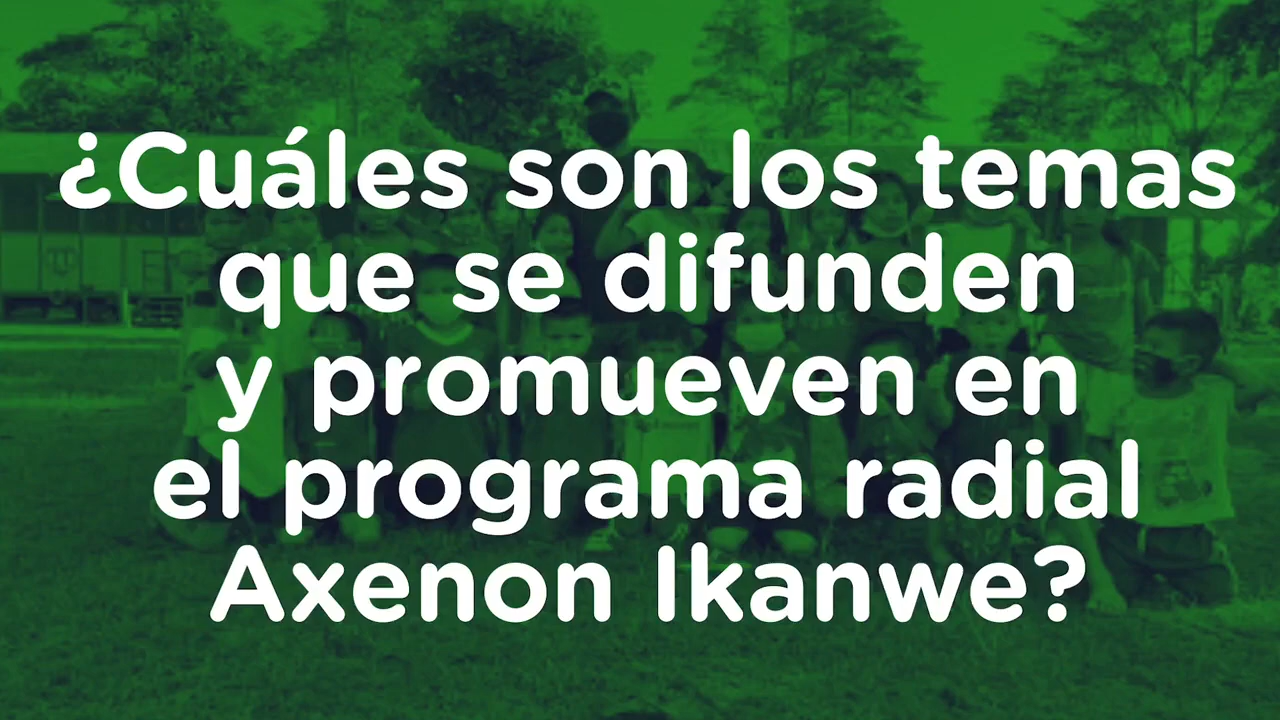 ¿Cuáles son los temas
que se difunden
y promueven en
el programa radial
Axenon Ikanwe?